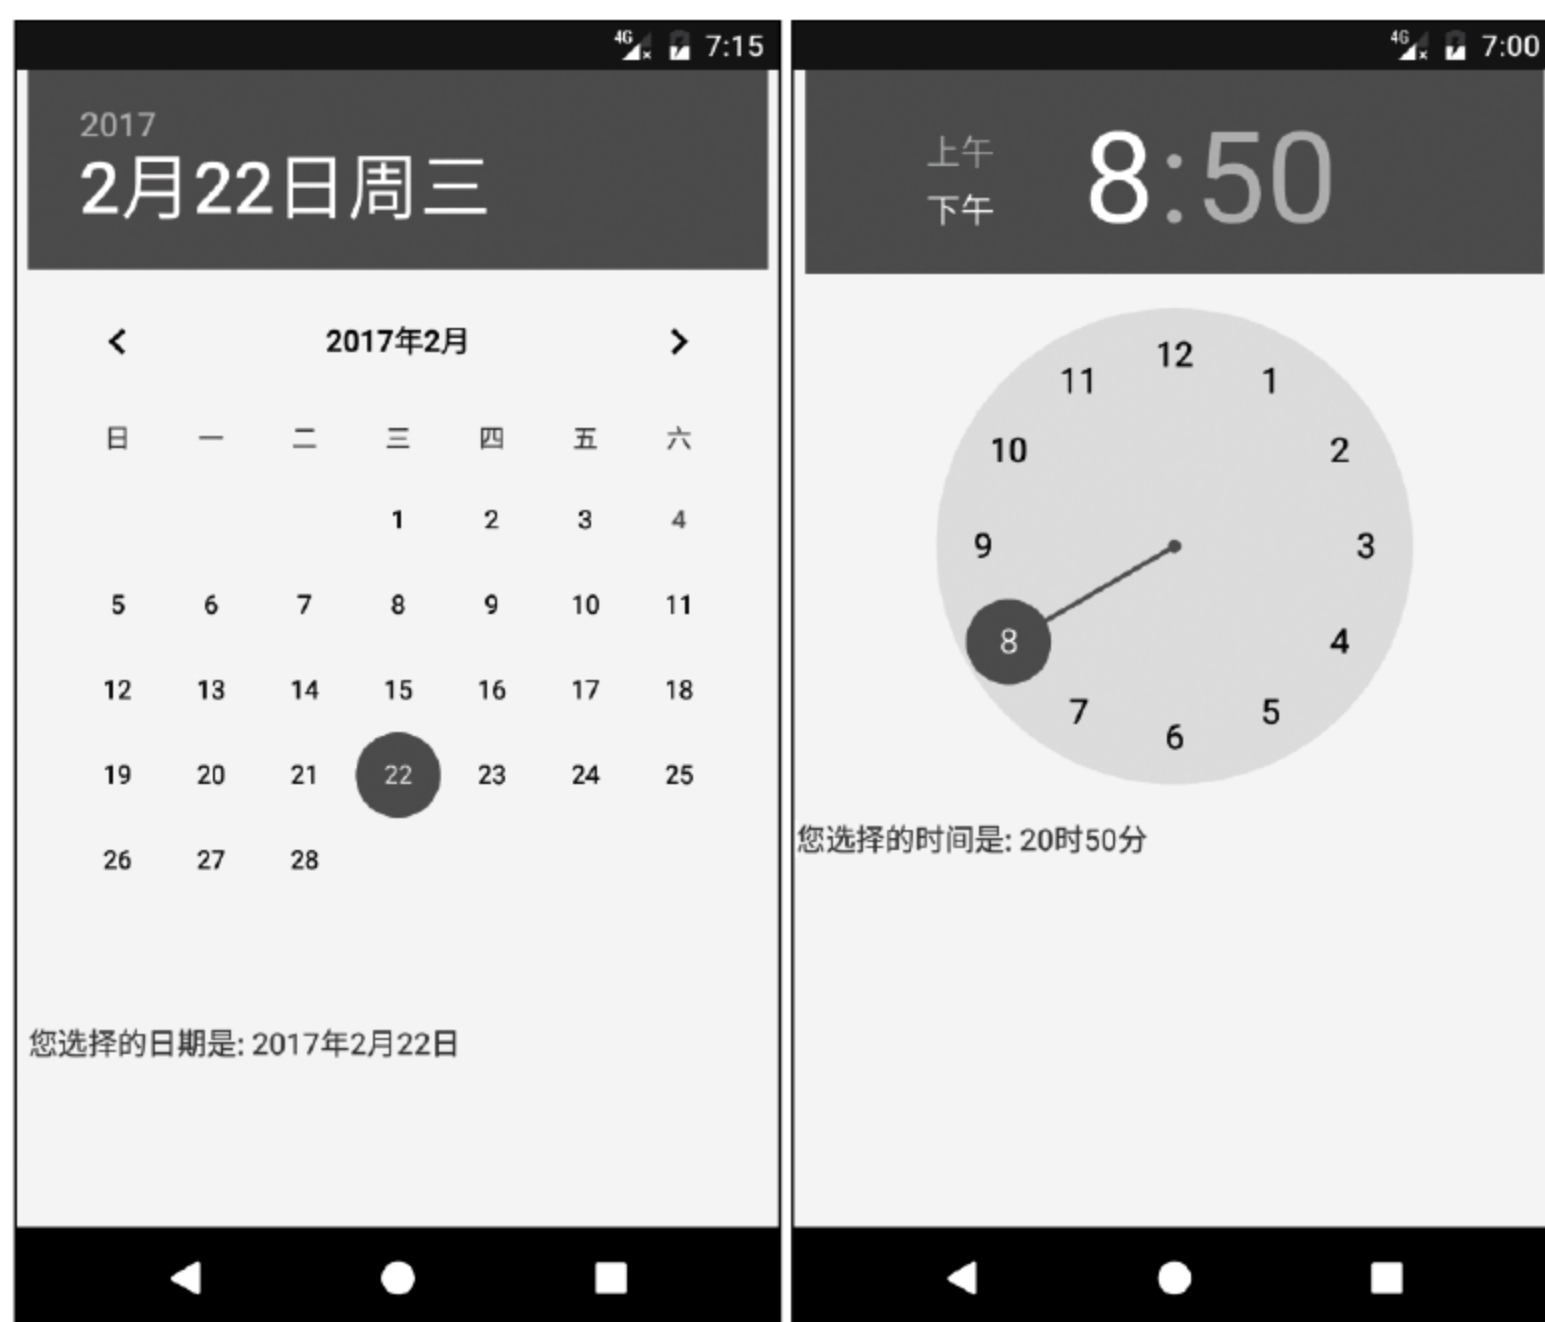 4G 7:15
2017
2月22日周三
2017年2月
日 一 二 三 四 五 六
1 2 3 4
5 6 7 8 9 10 11
12 13 14 15 16 17 18
19 20 21 22 23 24 25
26 27 28
您选择的日期是: 2017年2月22日
4G 7:00
上午
下午
8:50
12
11 1
10 2
9 3
8 4
7 5
6
您选择的时间是: 20时50分